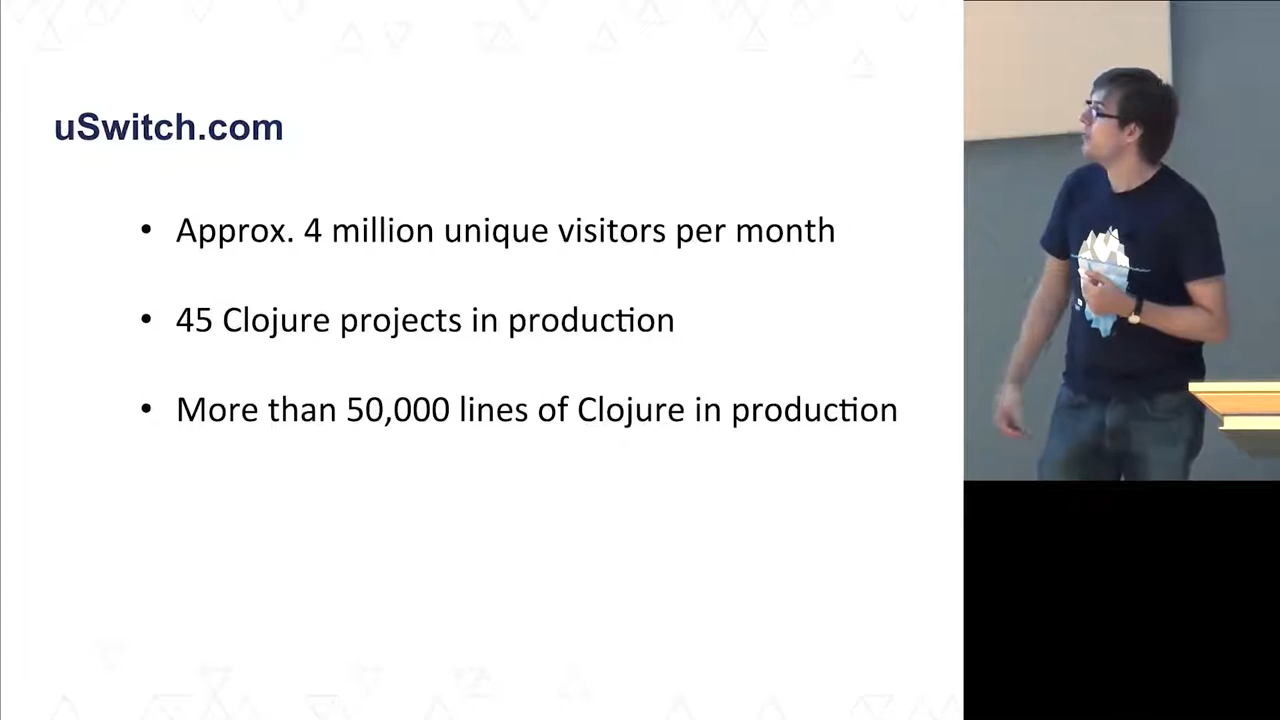 uSwitch.com
• Approx. 4 million unique visitors per month
• 45 Clojure projects in production
• More than 50,000 lines of Clojure in production